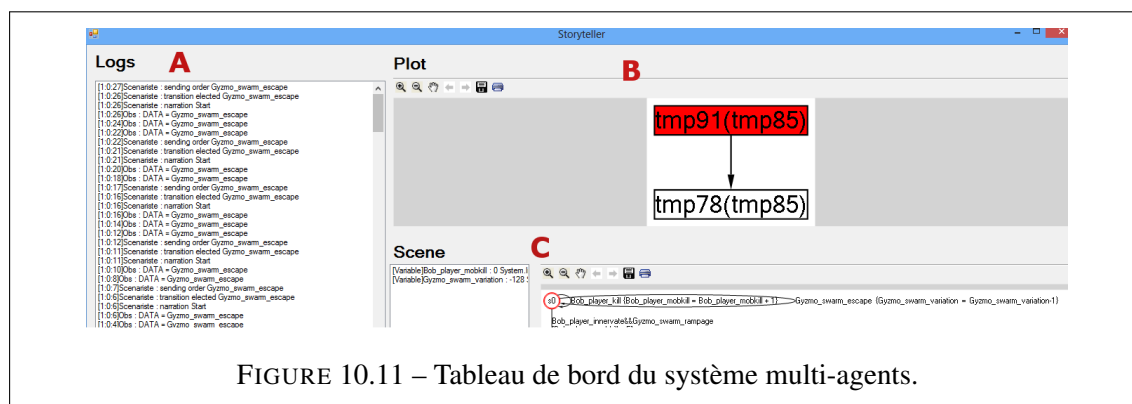 Storyteller
Logs
A
[1:0:27]Scenariste : sending order Gyzmo_swarm_escape
[1:0:26]Scenariste : transition elected Gyzmo_swarm_escape
[1:0:26]Scenariste : narration Start
[1:0:26]Obs : DATA = Gyzmo_swarm_escape
[1:0:24]Obs : DATA = Gyzmo_swarm_escape
[1:0:22]Obs : DATA = Gyzmo_swarm_escape
[1:0:22]Scenariste : sending order Gyzmo_swarm_escape
[1:0:21]Scenariste : transition elected Gyzmo_swarm_escape
[1:0:21]Scenariste : narration Start
[1:0:20]Obs : DATA = Gyzmo_swarm_escape
[1:0:18]Obs : DATA = Gyzmo_swarm_escape
[1:0:17]Scenariste : sending order Gyzmo_swarm_escape
[1:0:16]Scenariste : transition elected Gyzmo_swarm_escape
[1:0:16]Scenariste : narration Start
[1:0:16]Obs : DATA = Gyzmo_swarm_escape
[1:0:14]Obs : DATA = Gyzmo_swarm_escape
[1:0:12]Obs : DATA = Gyzmo_swarm_escape
[1:0:12]Scenariste : sending order Gyzmo_swarm_escape
[1:0:11]Scenariste : transition elected Gyzmo_swarm_escape
[1:0:11]Scenariste : narration Start
[1:0:10]Obs : DATA = Gyzmo_swarm_escape
[1:0:8]Obs : DATA = Gyzmo_swarm_escape
[1:0:7]Scenariste : sending order Gyzmo_swarm_escape
[1:0:6]Scenariste : transition elected Gyzmo_swarm_escape
[1:0:6]Scenariste : narration Start
[1:0:6]Obs : DATA = Gyzmo_swarm_escape
[1:0:4]Obs : DATA = Gyzmo_swarm_escape
Plot
B
tmp91(tmp85)
tmp78(tmp85)
Scene
C
[Variable]Bob_player_mobkill : 0 System.I
[Variable]Gyzmo_swarm_variation : -128 S
s0 Bob_player_kill {Bob_player_mobkill = Bob_player_mobkill + 1} Gyzmo_swarm_escape {Gyzmo_swarm_variation = Gyzmo_swarm_variation-1}
Bob_player_innervate&&Gyzmo_swarm_rampage
FIGURE 10.11 – Tableau de bord du système multi-agents.